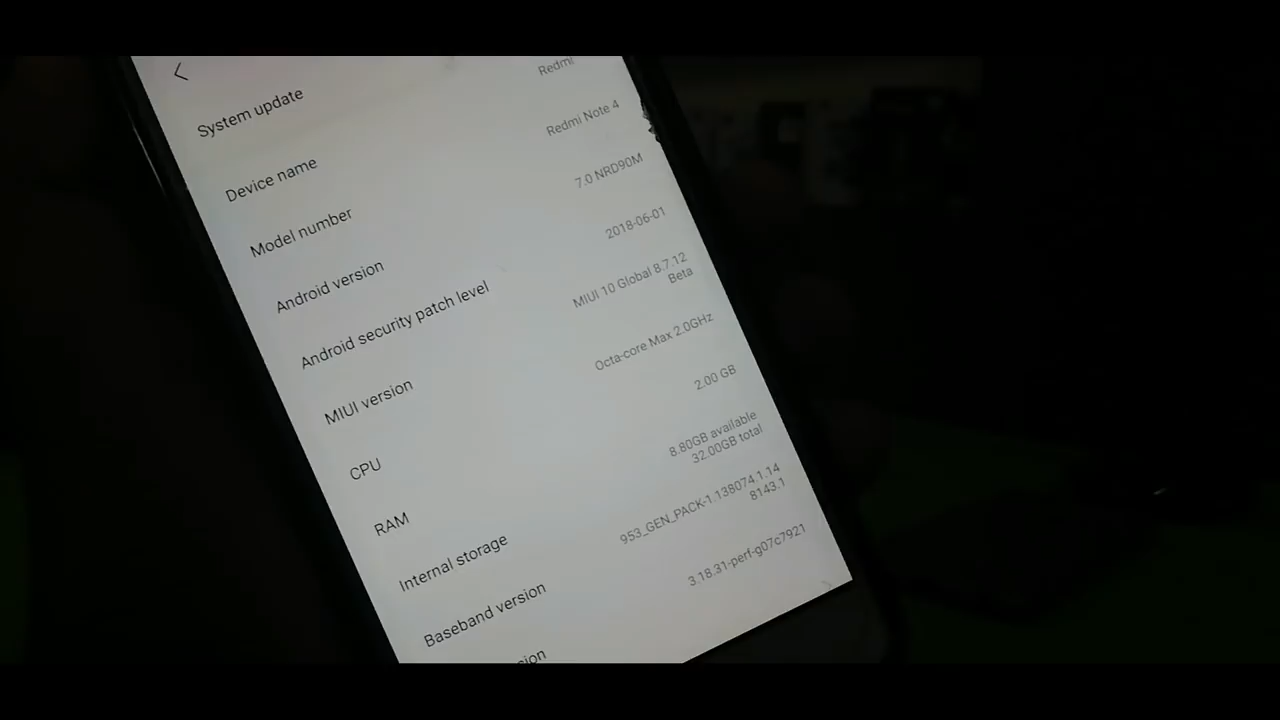 System update
Device name
Redmi
Model number
Redmi Note 4
Android version
7.0 NRD90M
Android security patch level
2018-06-01
MIUI version
MIUI 10 Global 8.7.12
Beta
CPU
Octa-core Max 2.0GHz
RAM
2.00 GB
Internal storage
8.80GB available
32.00GB total
Baseband version
953_GEN_PACK-1.138074.1.14
8143.1
3.18.31-perf-g07c7921